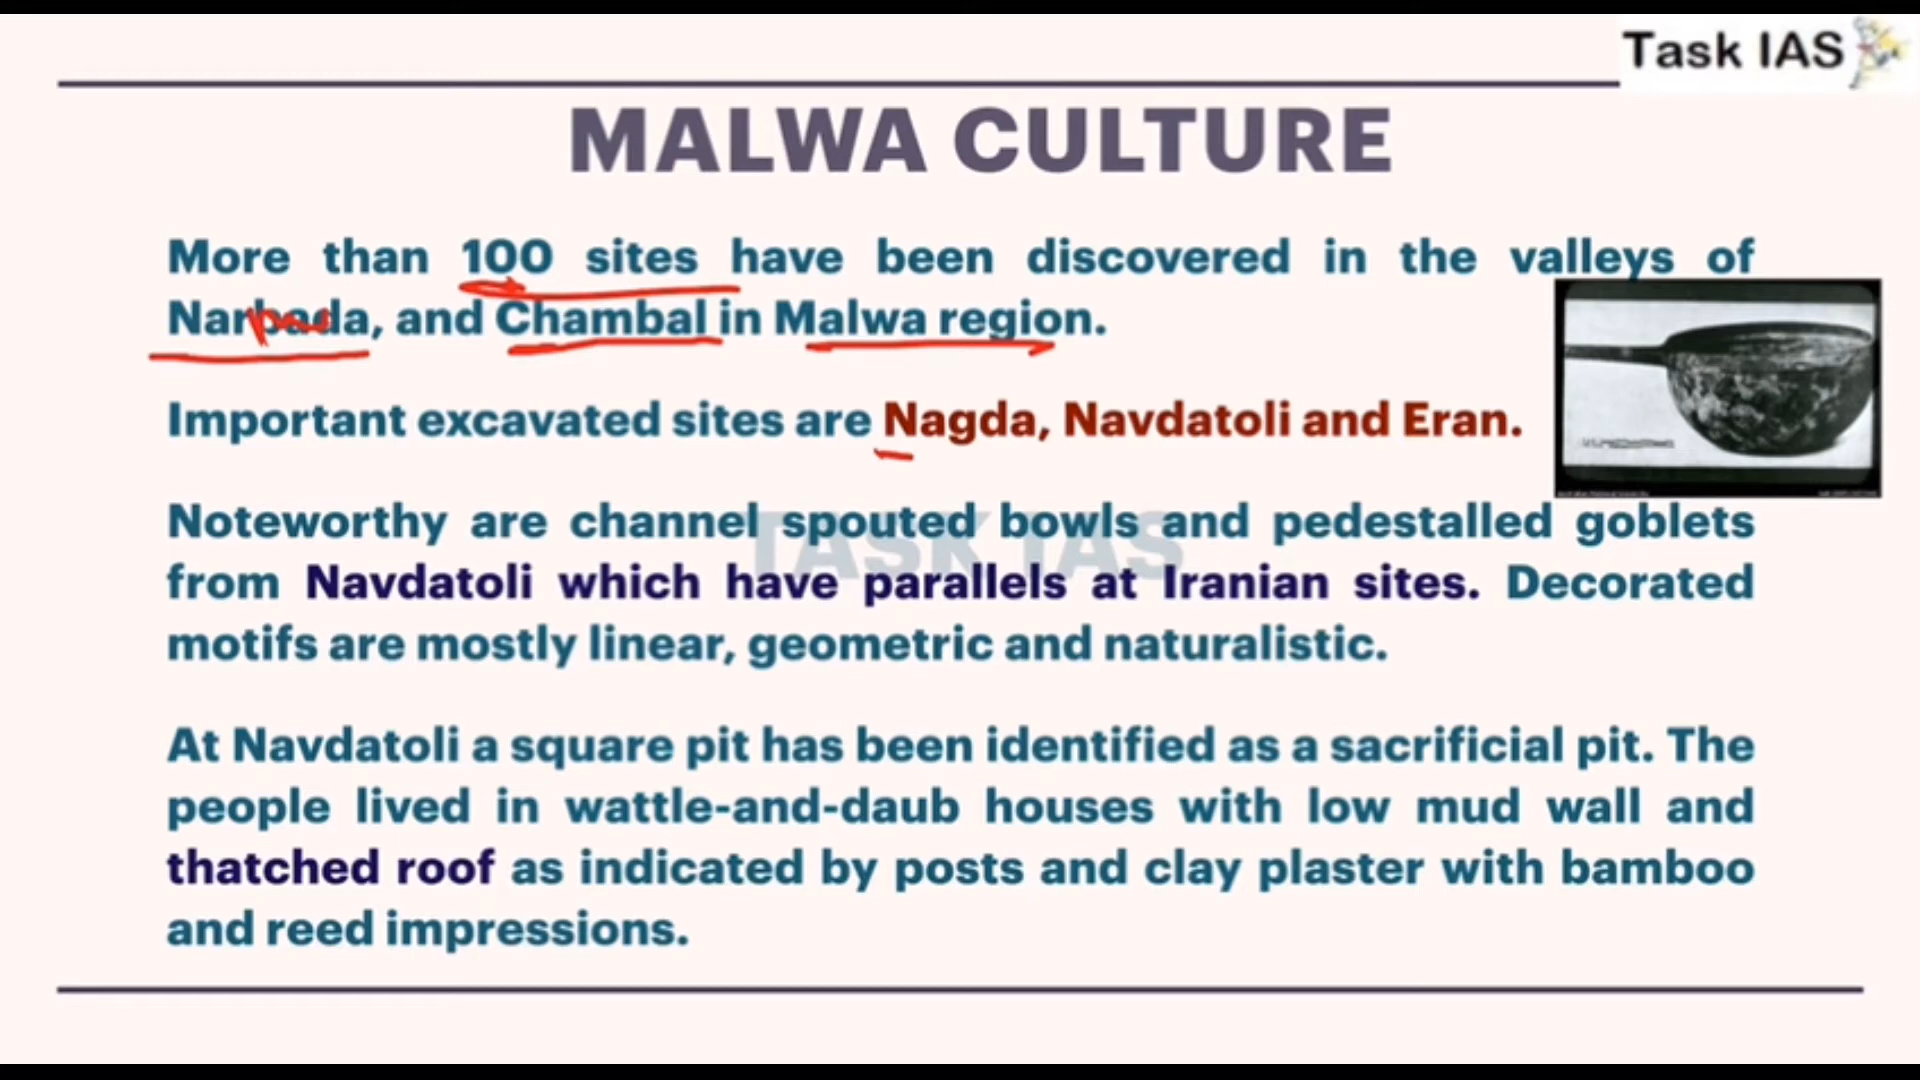 Task IAS
MALWA CULTURE
More than 100 sites have been discovered in the valleys of
Narbada, and Chambal in Malwa region.
Important excavated sites are Nagda, Navdatoli and Eran.
Noteworthy are channel spouted bowls and pedestalled goblets
TASK IAS
from Navdatoli which have parallels at Iranian sites. Decorated
motifs are mostly linear, geometric and naturalistic.
At Navdatoli a square pit has been identified as a sacrificial pit. The
people lived in wattle-and-daub houses with low mud wall and
thatched roof as indicated by posts and clay plaster with bamboo
and reed impressions.